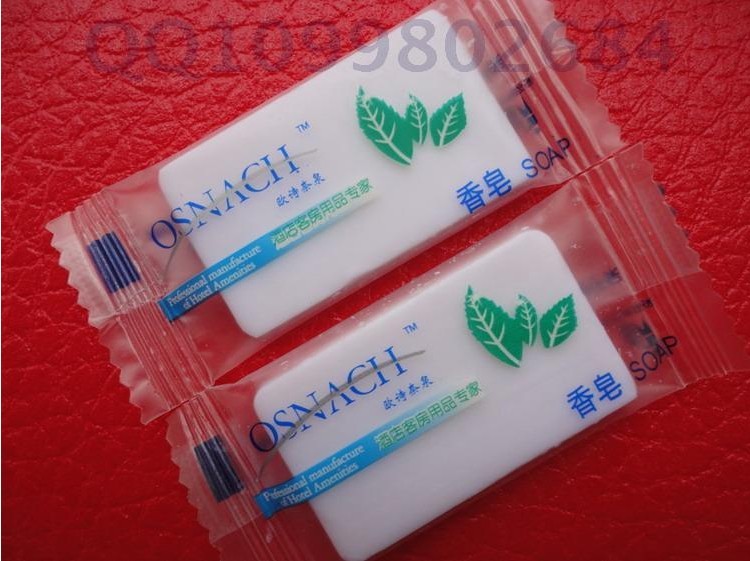 QQ1099802684
OSNACH™
欧诗奈泉
酒店客房用品专家
Professional manufacture
of Hotel Amenities
香皂 SOAP
OSNACH™
欧诗奈泉
酒店客房用品专家
Professional manufacture
of Hotel Amenities
香皂 SOAP